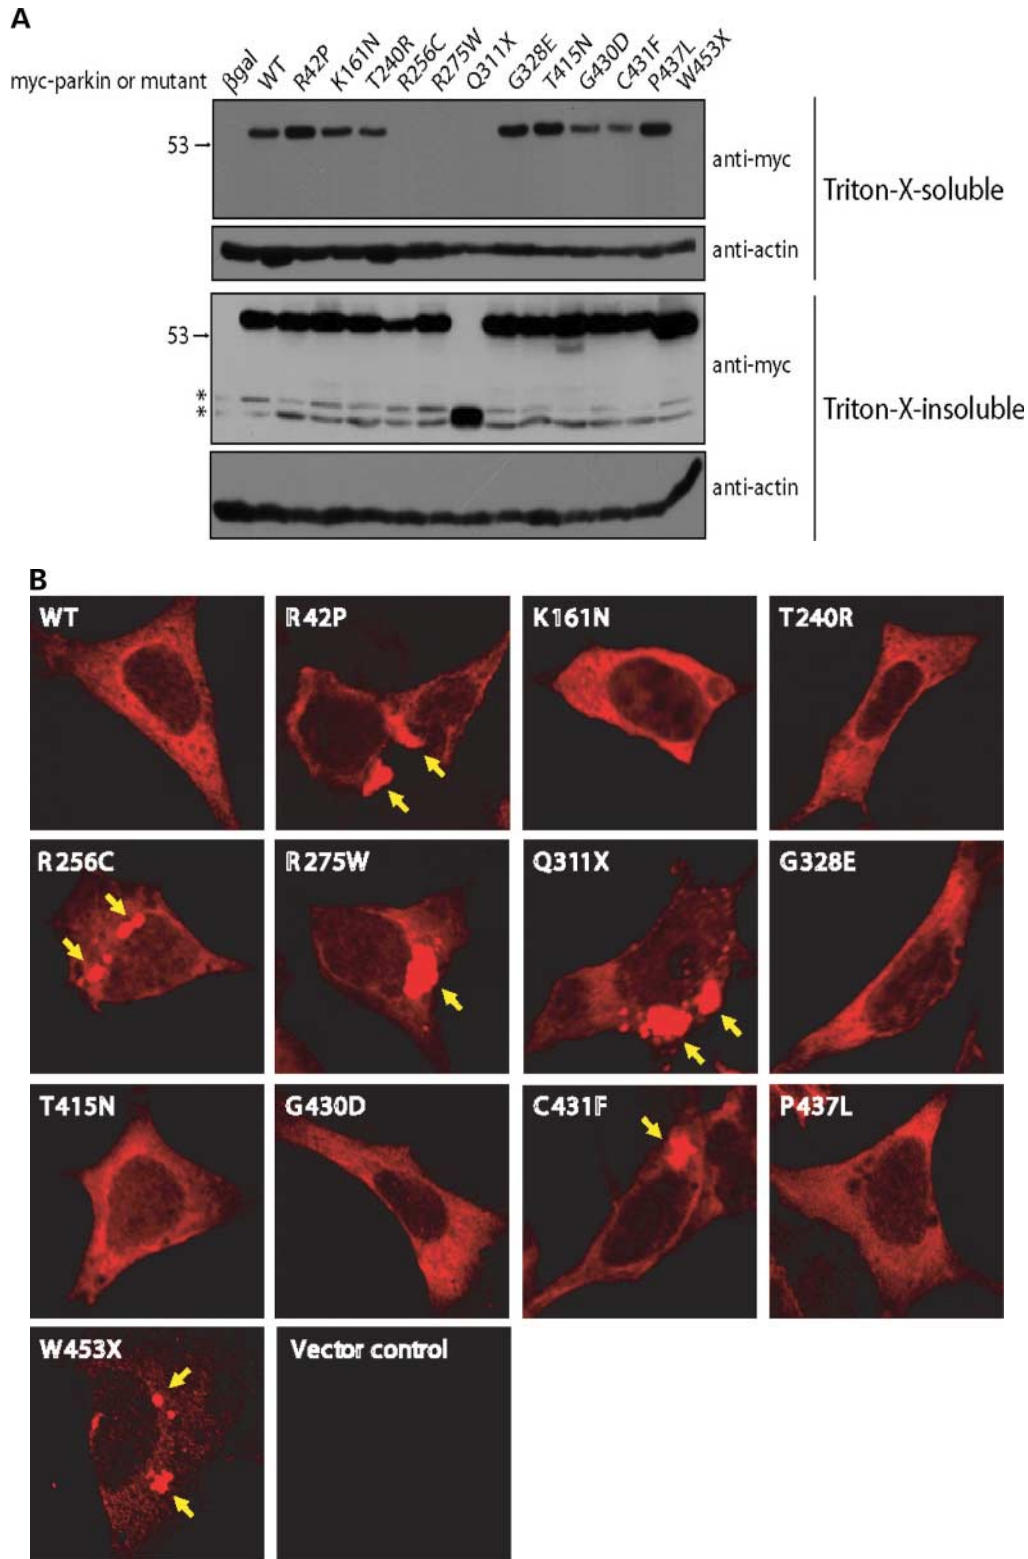 A
βgal WT R42P K161N T240R R256C R275W Q311X G328E T415N G430D C431F P437L W453X
myc-parkin or mutant
53→
anti-myc
Triton-X-soluble
anti-actin
53→
anti-myc
*
*
Triton-X-insoluble
anti-actin
B
WT R42P K161N T240R
R256C R275W Q311X G328E
T415N G430D C431F P437L
W453X Vector control